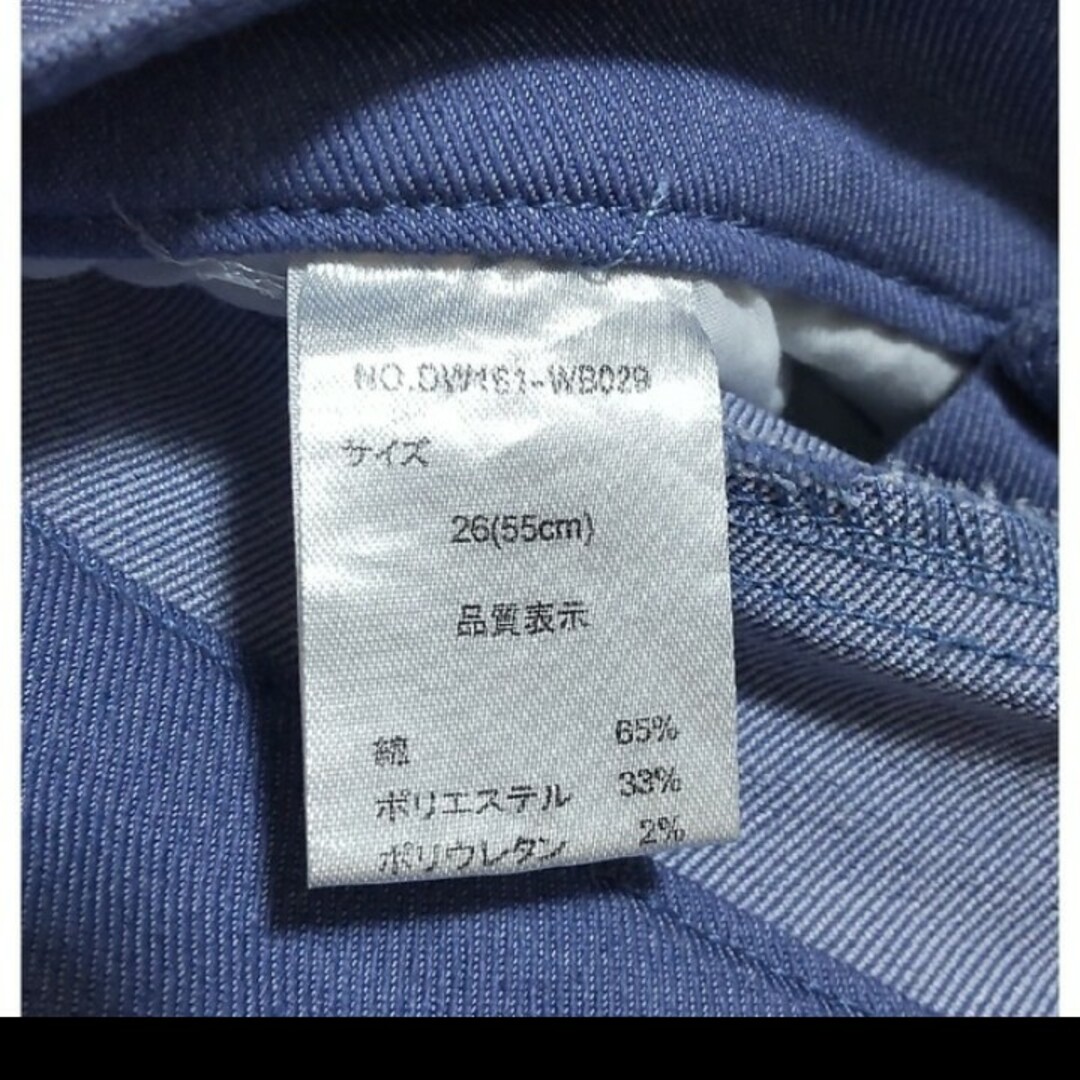 NO.DW161-WB029
サイズ
26(55cm)
品質表示
綿 65%
ポリエステル 33%
ポリウレタン 2%